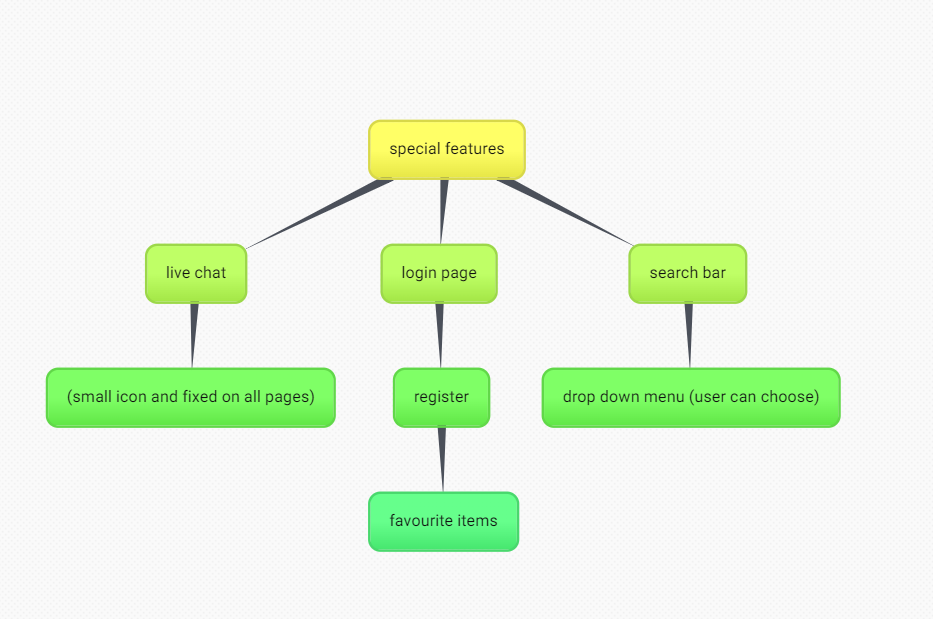 special features
live chat
login page
search bar
(small icon and fixed on all pages)
register
drop down menu (user can choose)
favourite items